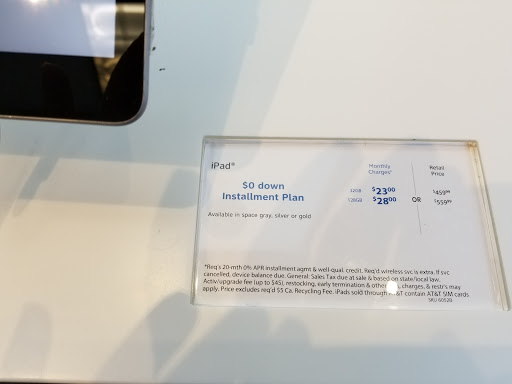 iPad®
Monthly Charges*
Retail Price
$0 down
Installment Plan
32GB $23.00 OR $459.99
128GB $28.00 $559.99
Available in space gray, silver or gold
*Req's 20-mth 0% APR installment agmt & well-qual. credit. Req'd wireless svc is extra. If svc
cancelled, device balance due. General: Sales Tax due at sale & based on state/local law.
Activ/upgrade fee (up to $45), restocking, early termination & other charges, & restr's may
apply. Price excludes req'd $5 Ca. Recycling Fee. iPads sold through AT&T contain AT&T SIM cards.